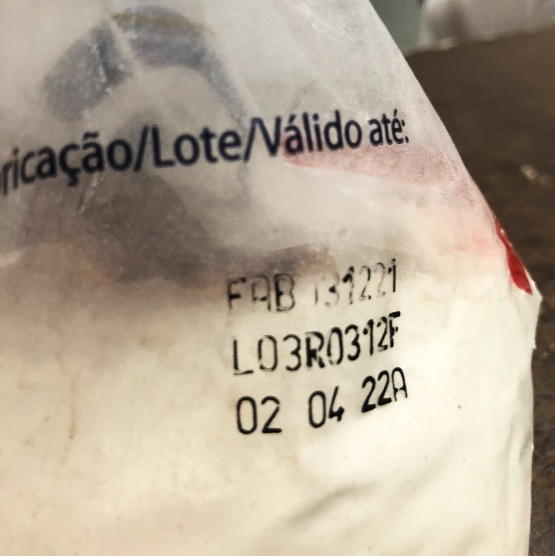 ricação/Lote/Válido até:
FAB 031221
L03R0312F
02 04 22A